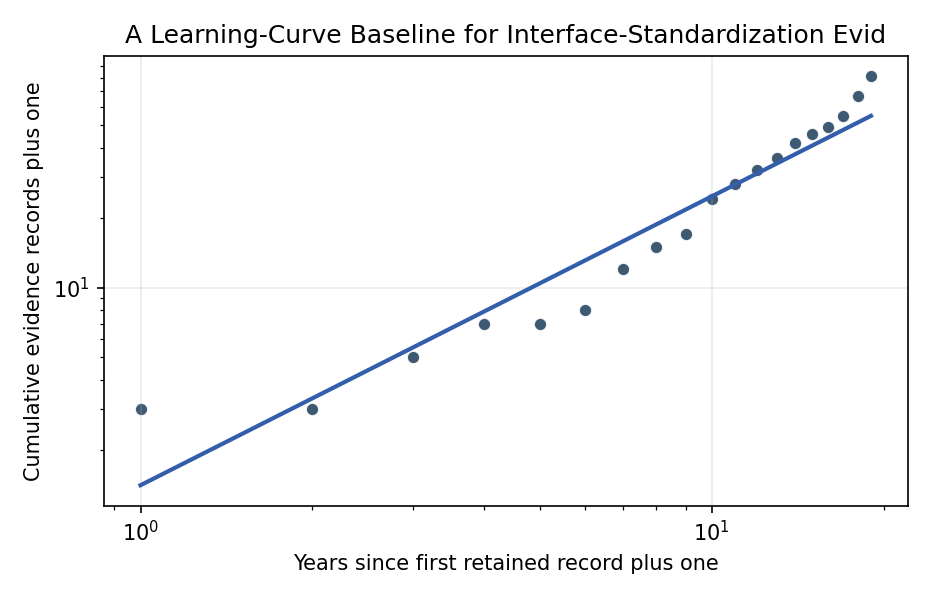 A Learning-Curve Baseline for Interface-Standardization Evid
Cumulative evidence records plus one
10¹
10⁰
10¹
Years since first retained record plus one